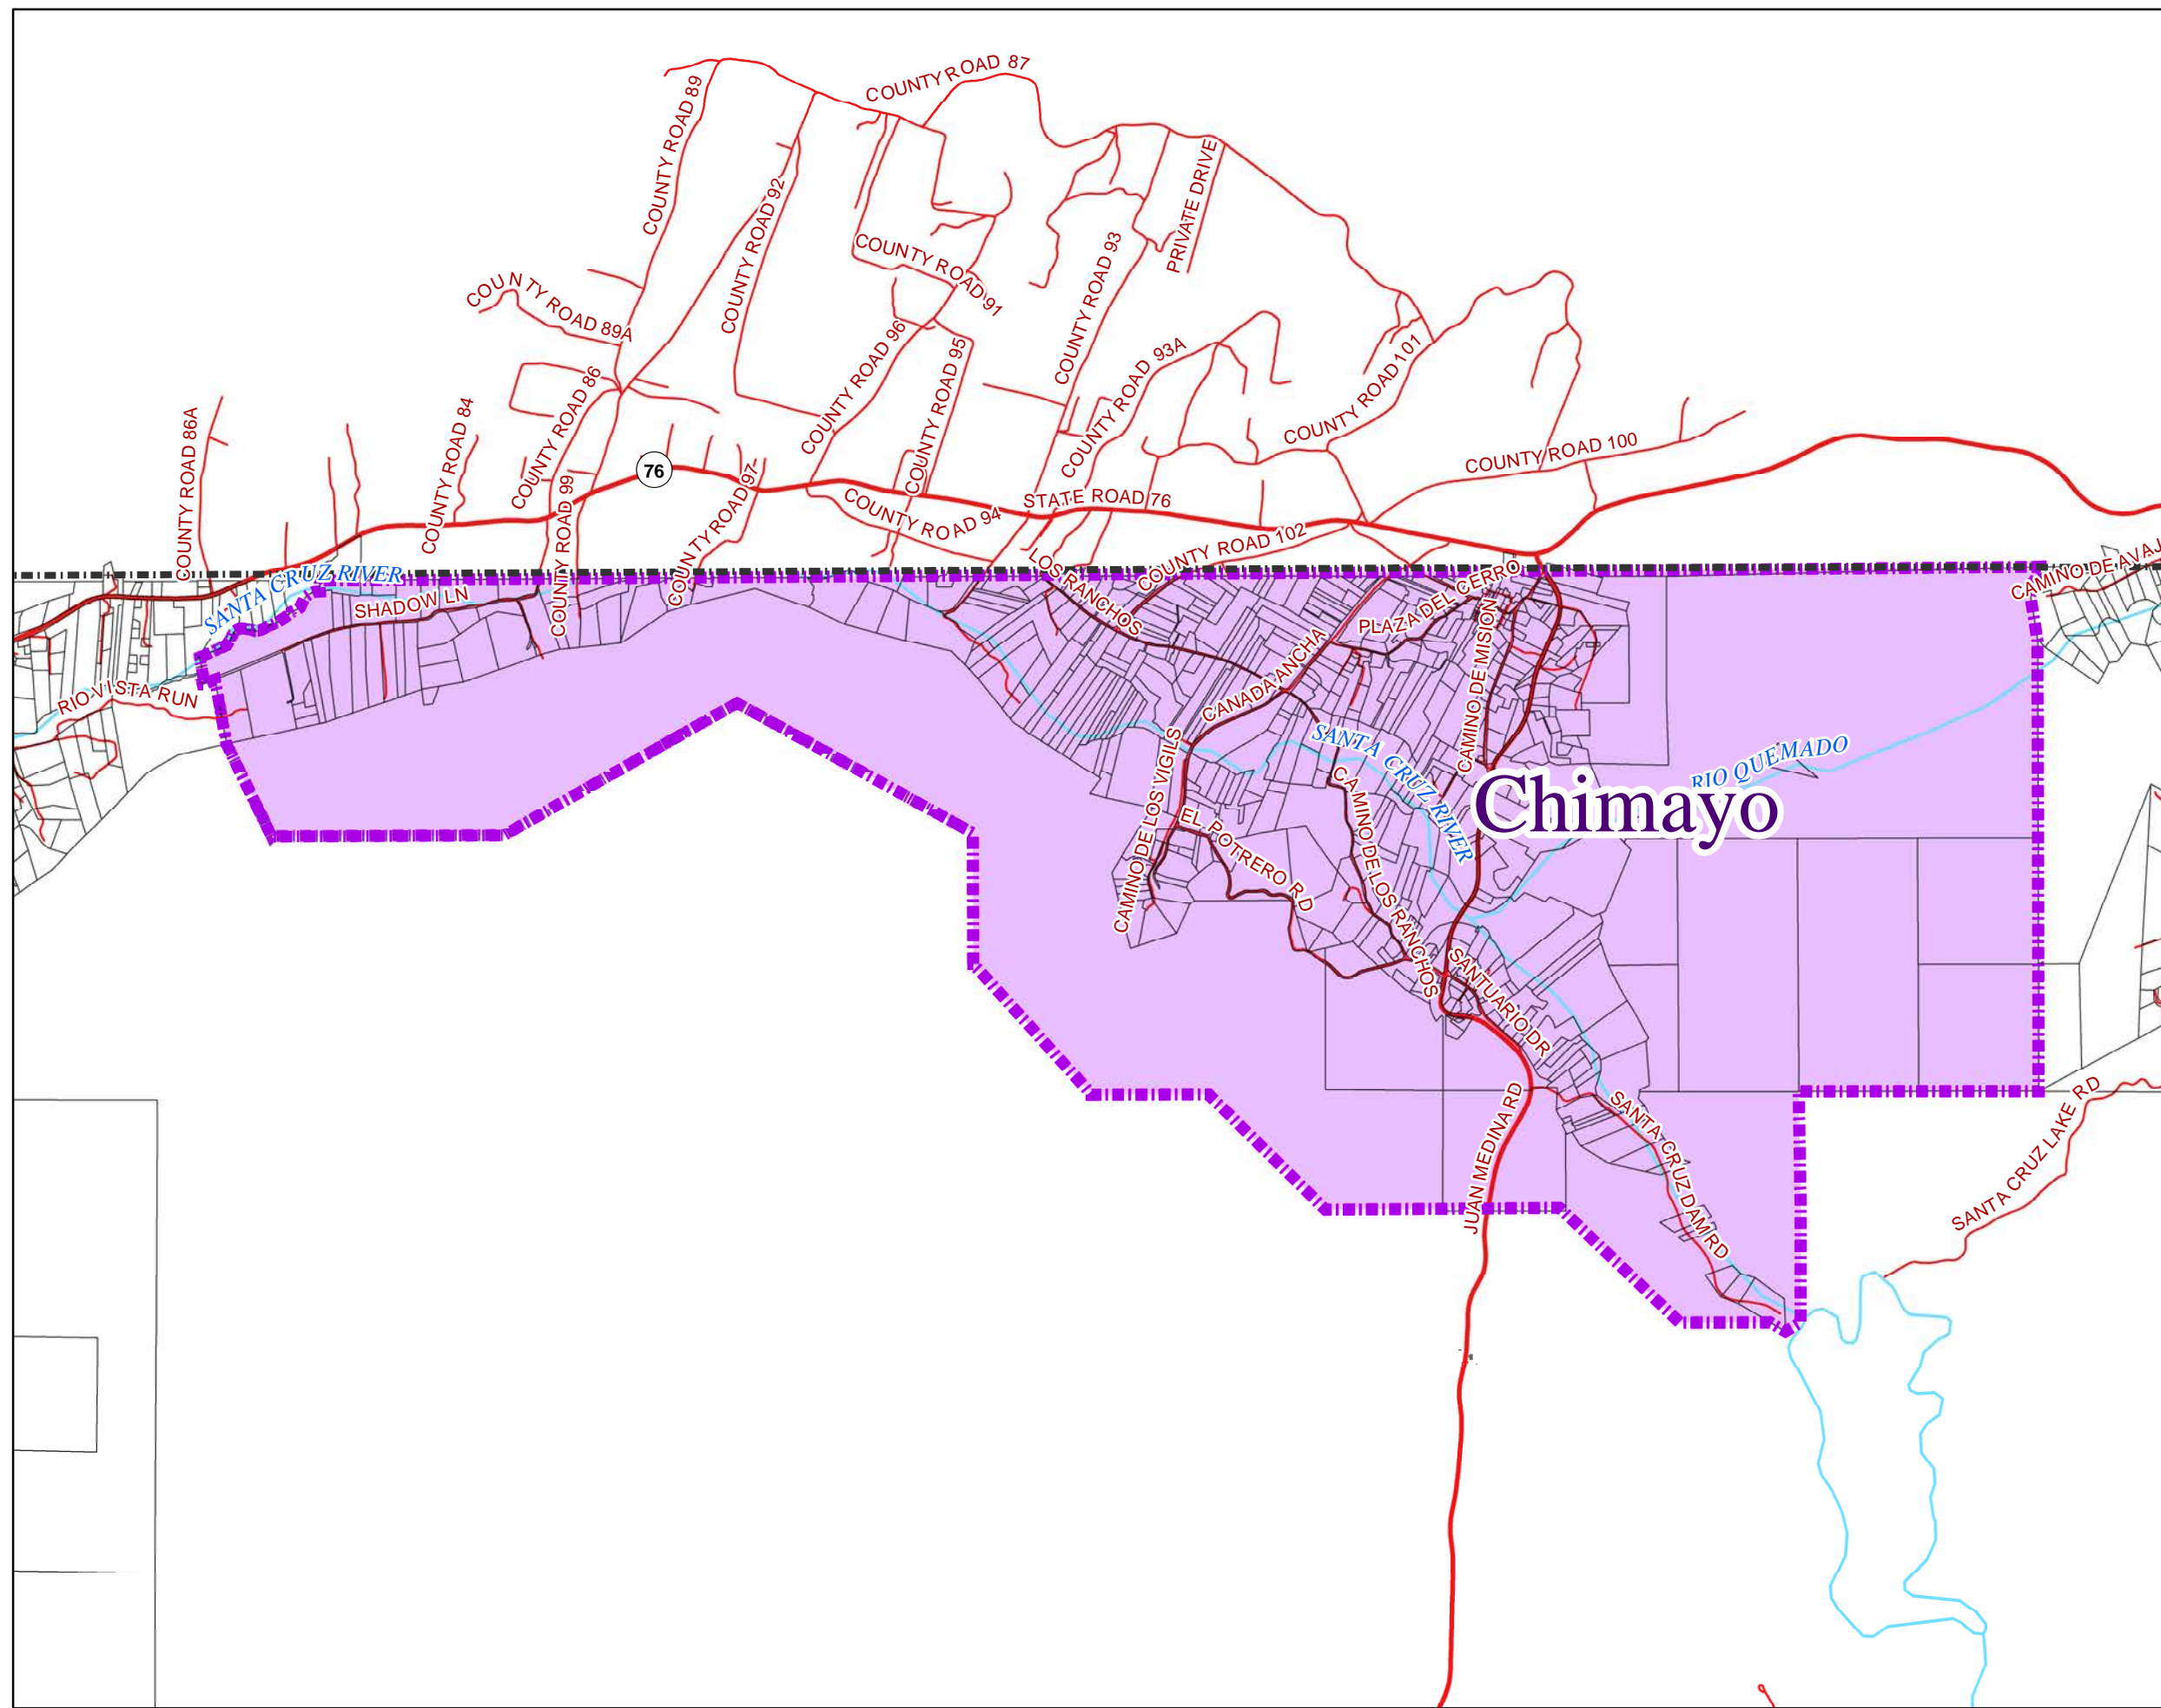 COUNTY ROAD 87
COUNTY ROAD 89
COUNTY ROAD 92
PRIVATE DRIVE
COUNTY ROAD 91
COUNTY ROAD 93
COUNTY ROAD 89A
COUNTY ROAD 96
COUNTY ROAD 95
COUNTY ROAD 93A
COUNTY ROAD 101
COUNTY ROAD 86A
COUNTY ROAD 84
COUNTY ROAD 86
COUNTY ROAD 100
76
COUNTY ROAD 99
COUNTY ROAD 97
COUNTY ROAD 94
STATE ROAD 76
COUNTY ROAD 102
SANTA CRUZ RIVER
SHADOW LN
LOS RANCHOS
PLAZA DEL CERRO
CAMINO DE AVAJ
RIO VISTA RUN
CANADA ANCHA
CAMINO DE MISION
SANTA CRUZ RIVER
RIO QUEMADO
Chimayo
CAMINO DE LOS VIGILS
EL POTRERO RD
CAMINO DE LOS RANCHOS
SANTUARIO DR
JUAN MEDINA RD
SANTA CRUZ DAM RD
SANTA CRUZ LAKE RD